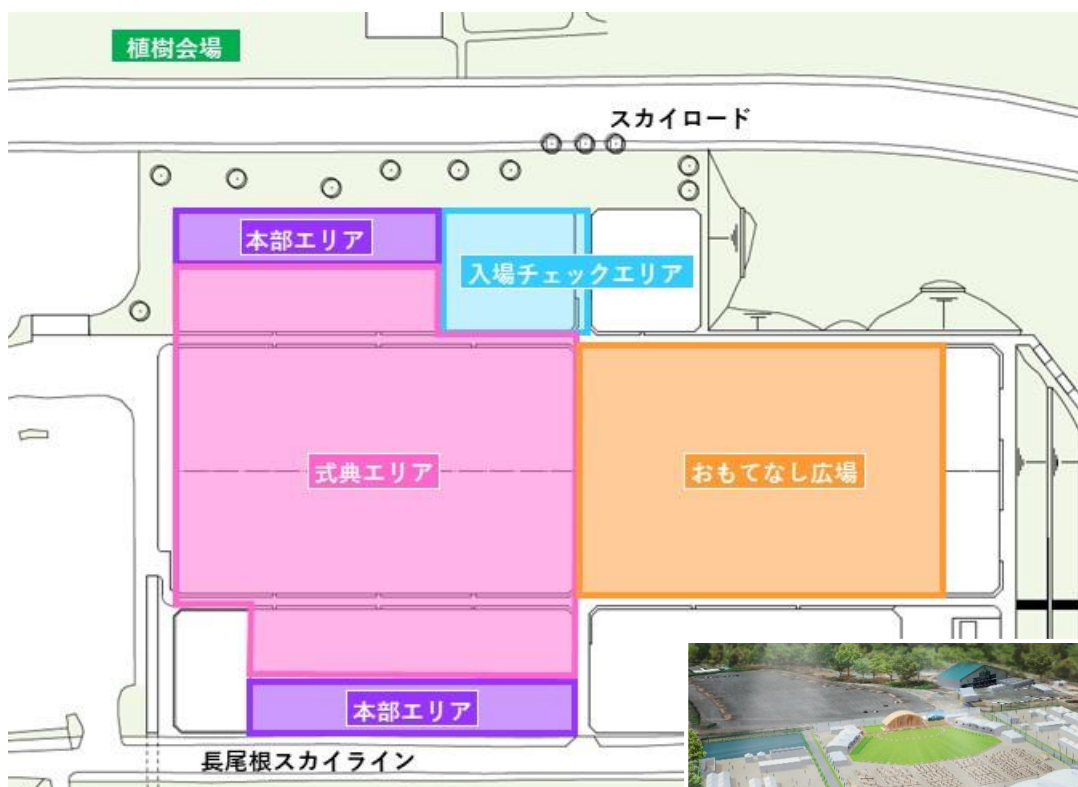 植樹会場
スカイロード
本部エリア
入場チェックエリア
式典エリア
おもてなし広場
本部エリア
長尾根スカイライン